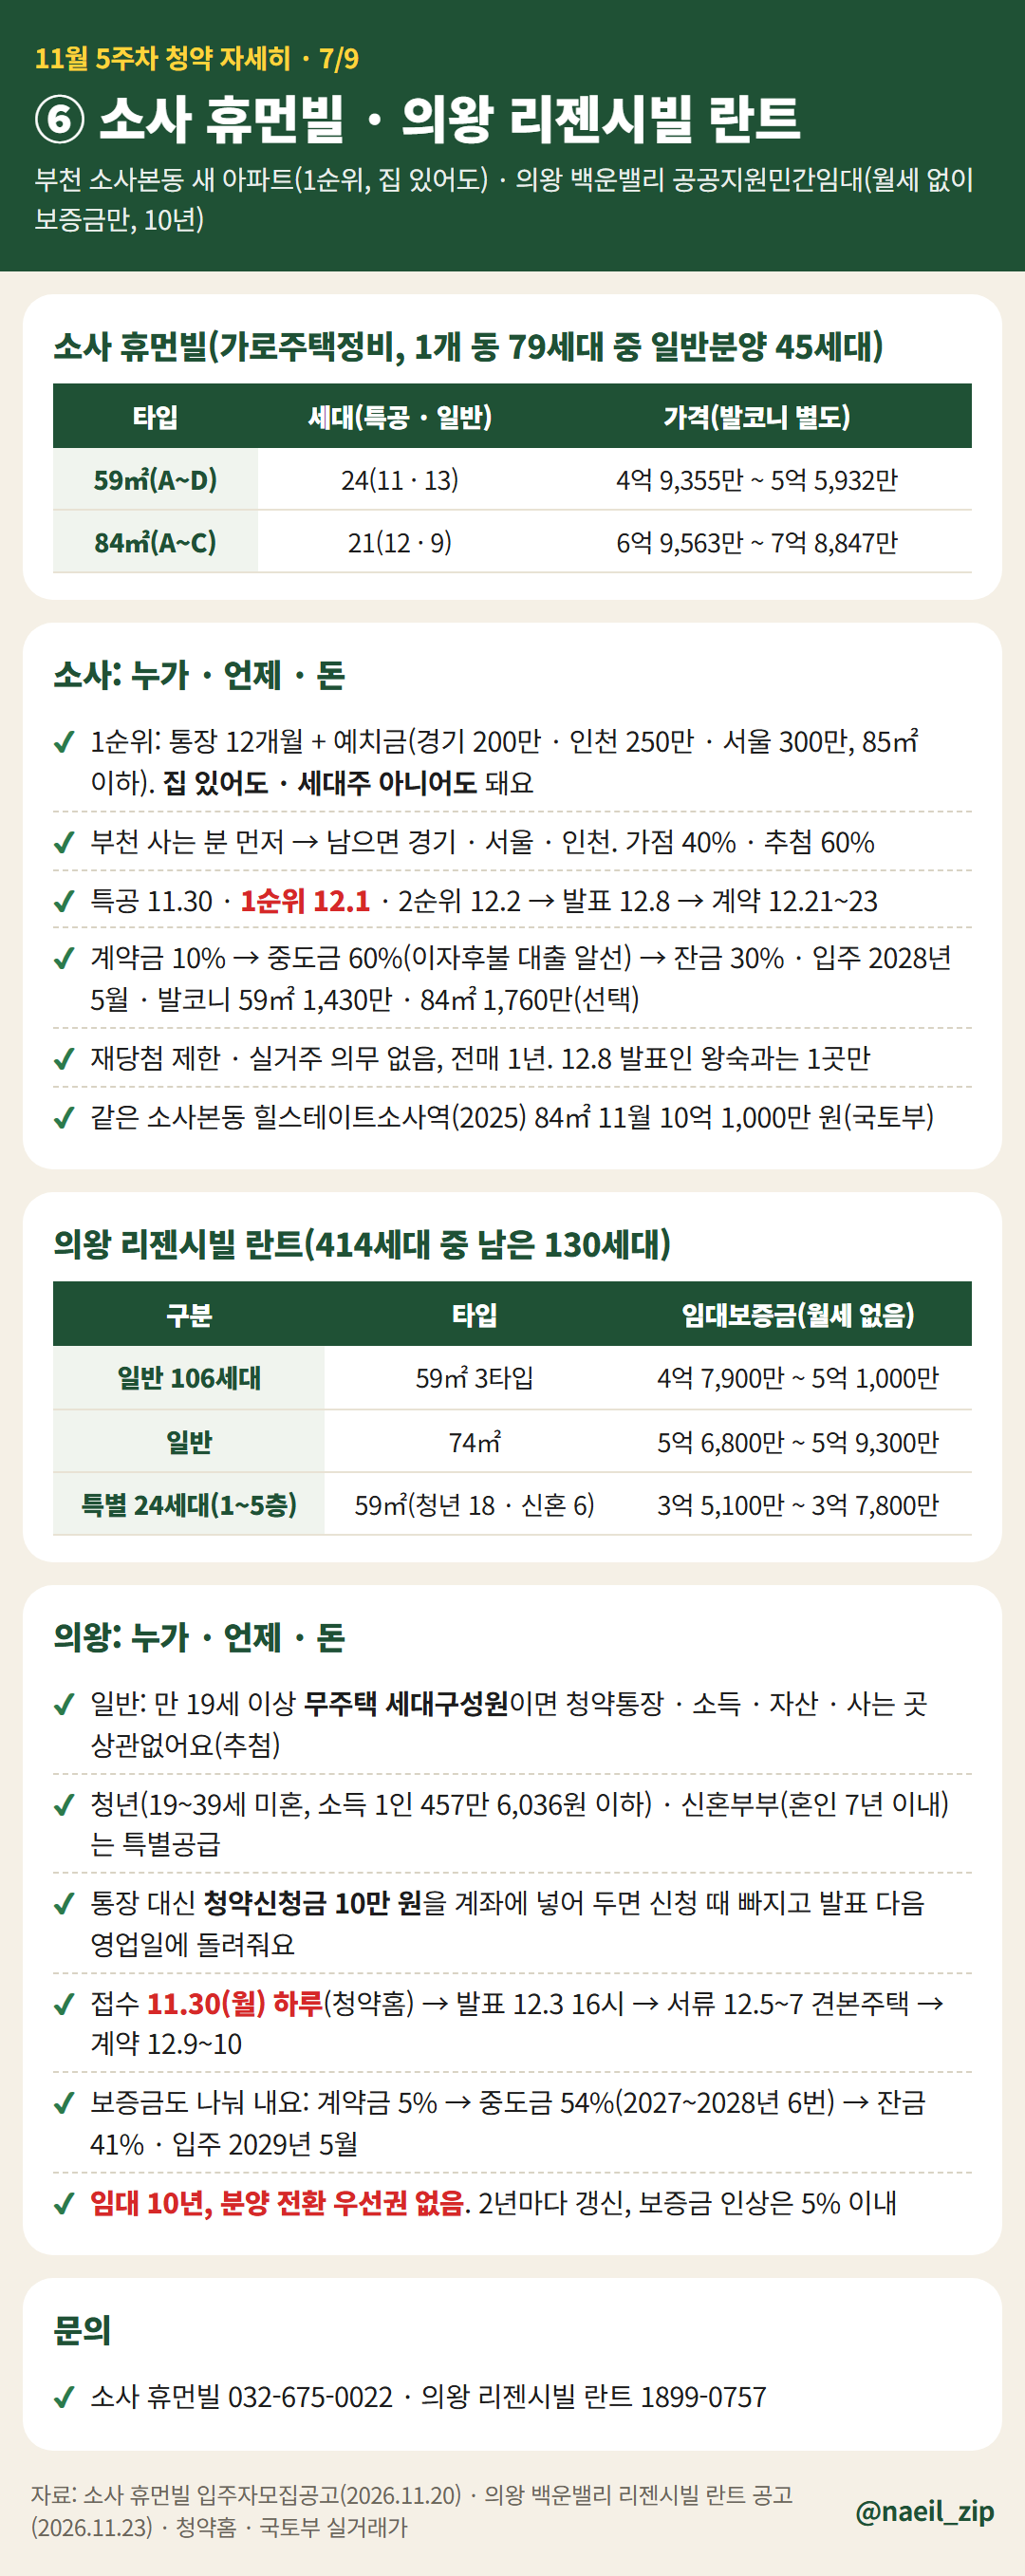 11월 5주차 청약 자세히 · 7/9
⑥ 소사 휴먼빌 · 의왕 리젠시빌 란트
부천 소사본동 새 아파트(1순위, 집 있어도) · 의왕 백운밸리 공공지원민간임대(월세 없이
보증금만, 10년)
소사 휴먼빌(가로주택정비, 1개 동 79세대 중 일반분양 45세대)
타입 세대(특공 · 일반) 가격(발코니 별도)
59㎡(A~D) 24(11 · 13) 4억 9,355만 ~ 5억 5,932만
84㎡(A~C) 21(12 · 9) 6억 9,563만 ~ 7억 8,847만
소사: 누가 · 언제 · 돈
✔ 1순위: 통장 12개월 + 예치금(경기 200만 · 인천 250만 · 서울 300만, 85㎡
이하). 집 있어도 · 세대주 아니어도 돼요
✔ 부천 사는 분 먼저 → 남으면 경기 · 서울 · 인천. 가점 40% · 추첨 60%
✔ 특공 11.30 · 1순위 12.1 · 2순위 12.2 → 발표 12.8 → 계약 12.21~23
✔ 계약금 10% → 중도금 60%(이자후불 대출 알선) → 잔금 30% · 입주 2028년
5월 · 발코니 59㎡ 1,430만 · 84㎡ 1,760만(선택)
✔ 재당첨 제한 · 실거주 의무 없음, 전매 1년. 12.8 발표인 왕숙과는 1곳만
✔ 같은 소사본동 힐스테이트소사역(2025) 84㎡ 11월 10억 1,000만 원(국토부)
의왕 리젠시빌 란트(414세대 중 남은 130세대)
구분 타입 임대보증금(월세 없음)
일반 106세대 59㎡ 3타입 4억 7,900만 ~ 5억 1,000만
일반 74㎡ 5억 6,800만 ~ 5억 9,300만
특별 24세대(1~5층) 59㎡(청년 18 · 신혼 6) 3억 5,100만 ~ 3억 7,800만
의왕: 누가 · 언제 · 돈
✔ 일반: 만 19세 이상 무주택 세대구성원이면 청약통장 · 소득 · 자산 · 사는 곳
상관없어요(추첨)
✔ 청년(19~39세 미혼, 소득 1인 457만 6,036원 이하) · 신혼부부(혼인 7년 이내)
는 특별공급
✔ 통장 대신 청약신청금 10만 원을 계좌에 넣어 두면 신청 때 빠지고 발표 다음
영업일에 돌려줘요
✔ 접수 11.30(월) 하루(청약홈) → 발표 12.3 16시 → 서류 12.5~7 견본주택 →
계약 12.9~10
✔ 보증금도 나눠 내요: 계약금 5% → 중도금 54%(2027~2028년 6번) → 잔금
41% · 입주 2029년 5월
✔ 임대 10년, 분양 전환 우선권 없음. 2년마다 갱신, 보증금 인상은 5% 이내
문의
✔ 소사 휴먼빌 032-675-0022 · 의왕 리젠시빌 란트 1899-0757
자료: 소사 휴먼빌 입주자모집공고(2026.11.20) · 의왕 백운밸리 리젠시빌 란트 공고
(2026.11.23) · 청약홈 · 국토부 실거래가
@naeil_zip